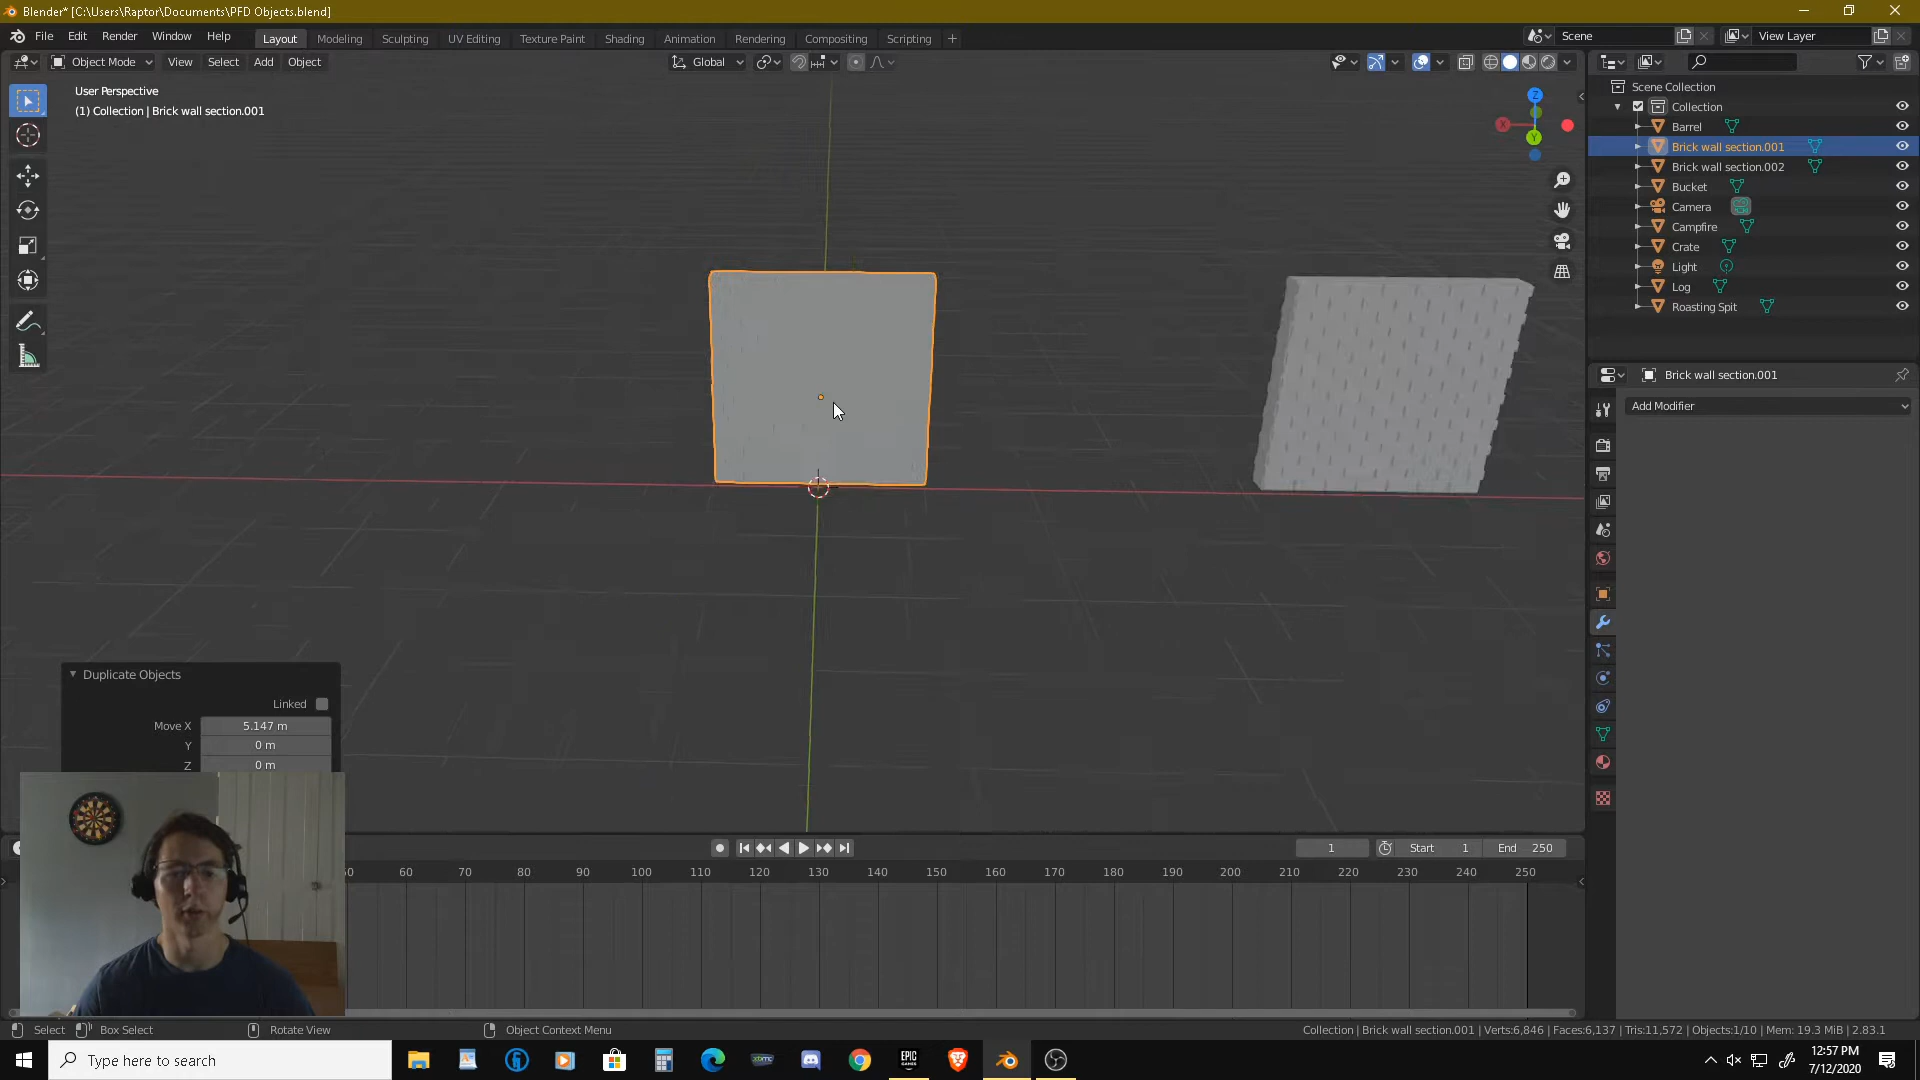 Blender* [C:\Users\Raptor\Documents\PFD Objects.blend]
File Edit Render Window Help
Layout Modeling Sculpting UV Editing Texture Paint Shading Animation Rendering Compositing Scripting +
Scene
View Layer
Object Mode View Select Add Object
Global
User Perspective
(1) Collection | Brick wall section.001
Z
X
Y
Scene Collection
Collection
Barrel
Brick wall section.001
Brick wall section.002
Bucket
Camera
Campfire
Crate
Light
Log
Roasting Spit
Brick wall section.001
Add Modifier
Duplicate Objects
Linked
Move X 5.147 m
Y 0 m
Z 0 m
1 Start 1 End 250
50 60 70 80 90 100 110 120 130 140 150 160 170 180 190 200 210 220 230 240 250
Select Box Select Rotate View Object Context Menu
Collection | Brick wall section.001 | Verts:6,846 | Faces:6,137 | Tris:11,572 | Objects:1/10 | Mem: 19.3 MiB | 2.83.1
Type here to search
EPIC GAMES
12:57 PM
7/12/2020